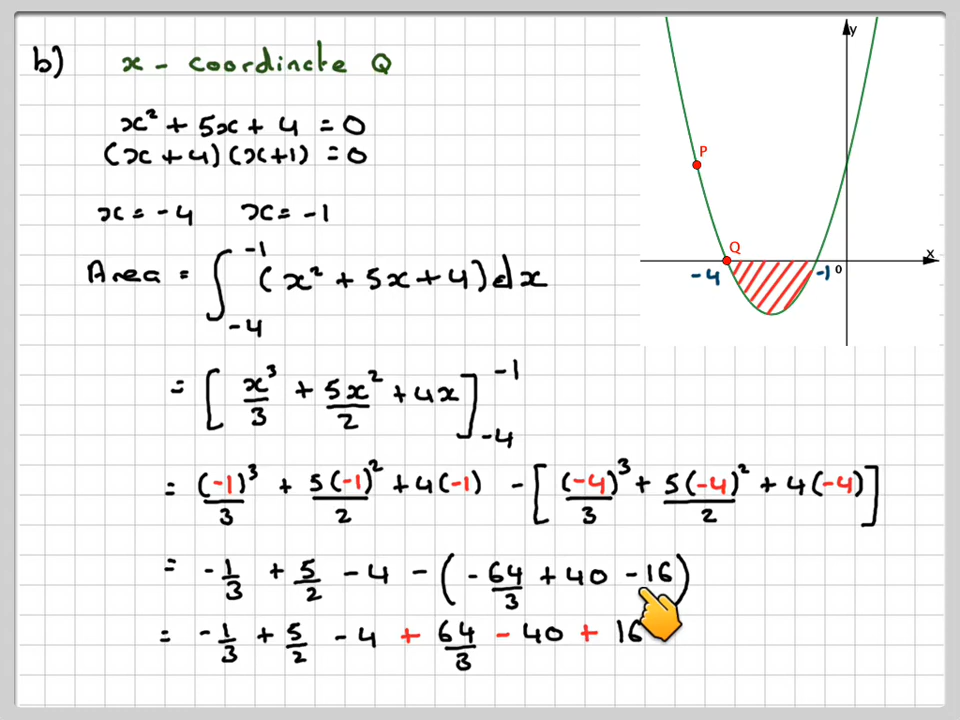 b) x - coordinate Q
x² + 5x + 4 = 0
(x + 4)(x+1) = 0
x = -4 x = -1
Area = ∫₋₄⁻¹ (x² + 5x + 4) dx
= [x³/3 + 5x²/2 + 4x]₋₄⁻¹
= (-1)³/3 + 5(-1)²/2 + 4(-1) - [(-4)³/3 + 5(-4)²/2 + 4(-4)]
= -1/3 + 5/2 - 4 - (-64/3 + 40 - 16)
= -1/3 + 5/2 - 4 + 64/3 - 40 + 16
y
P
Q
x
-4 -1 0